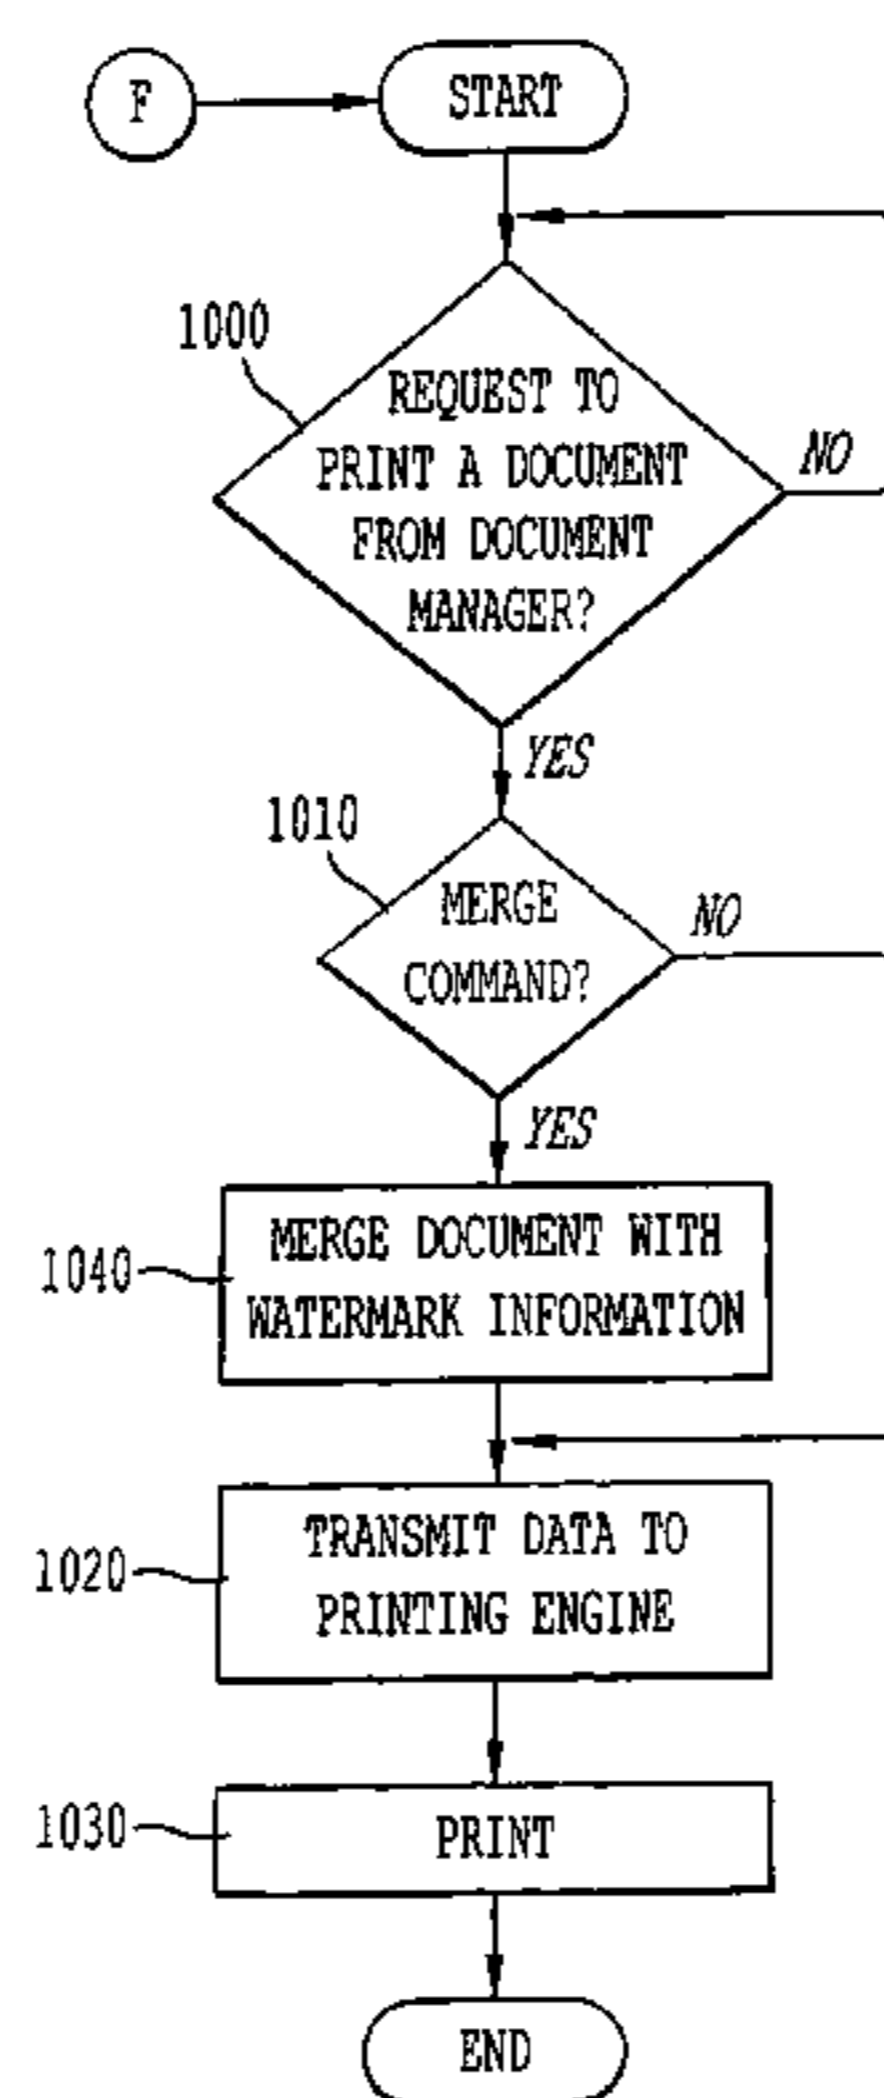 F
START
1000
REQUEST TO
PRINT A DOCUMENT
FROM DOCUMENT
MANAGER?
NO
YES
1010
MERGE
COMMAND?
NO
YES
1040
MERGE DOCUMENT WITH
WATERMARK INFORMATION
1020
TRANSMIT DATA TO
PRINTING ENGINE
1030
PRINT
END